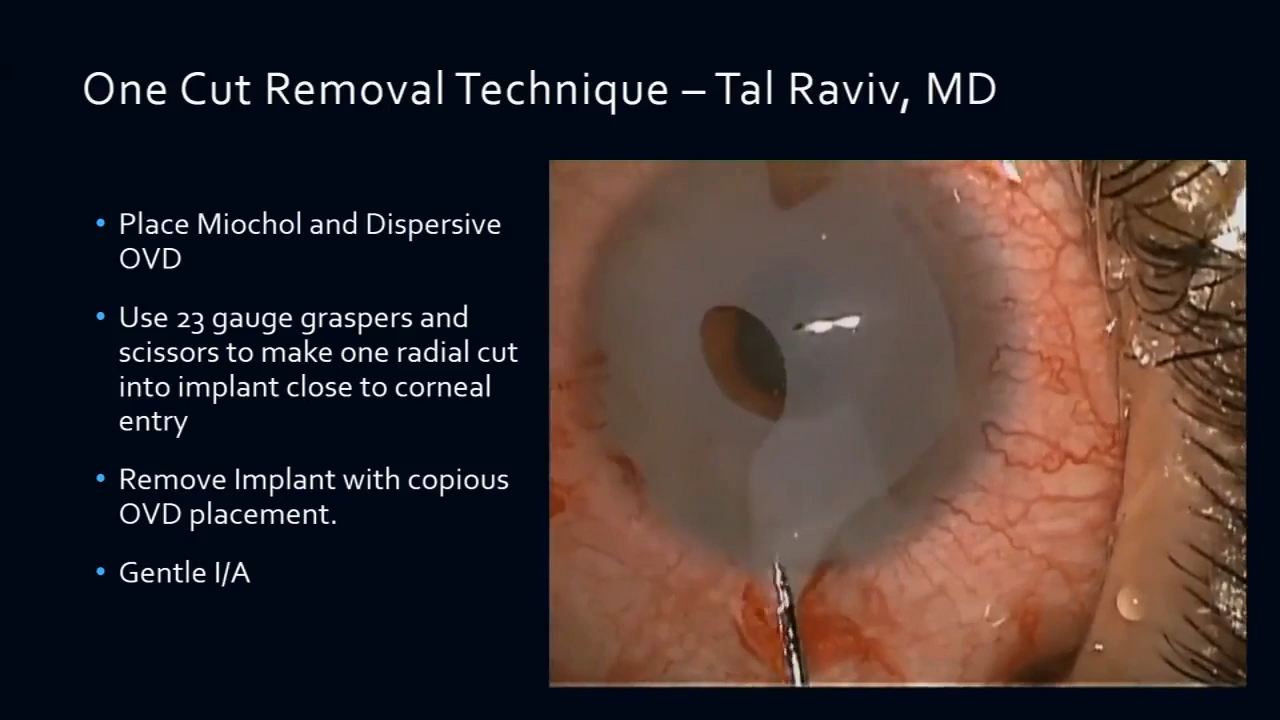 One Cut Removal Technique – Tal Raviv, MD
• Place Miochol and Dispersive
OVD
• Use 23 gauge graspers and
scissors to make one radial cut
into implant close to corneal
entry
• Remove Implant with copious
OVD placement.
• Gentle I/A